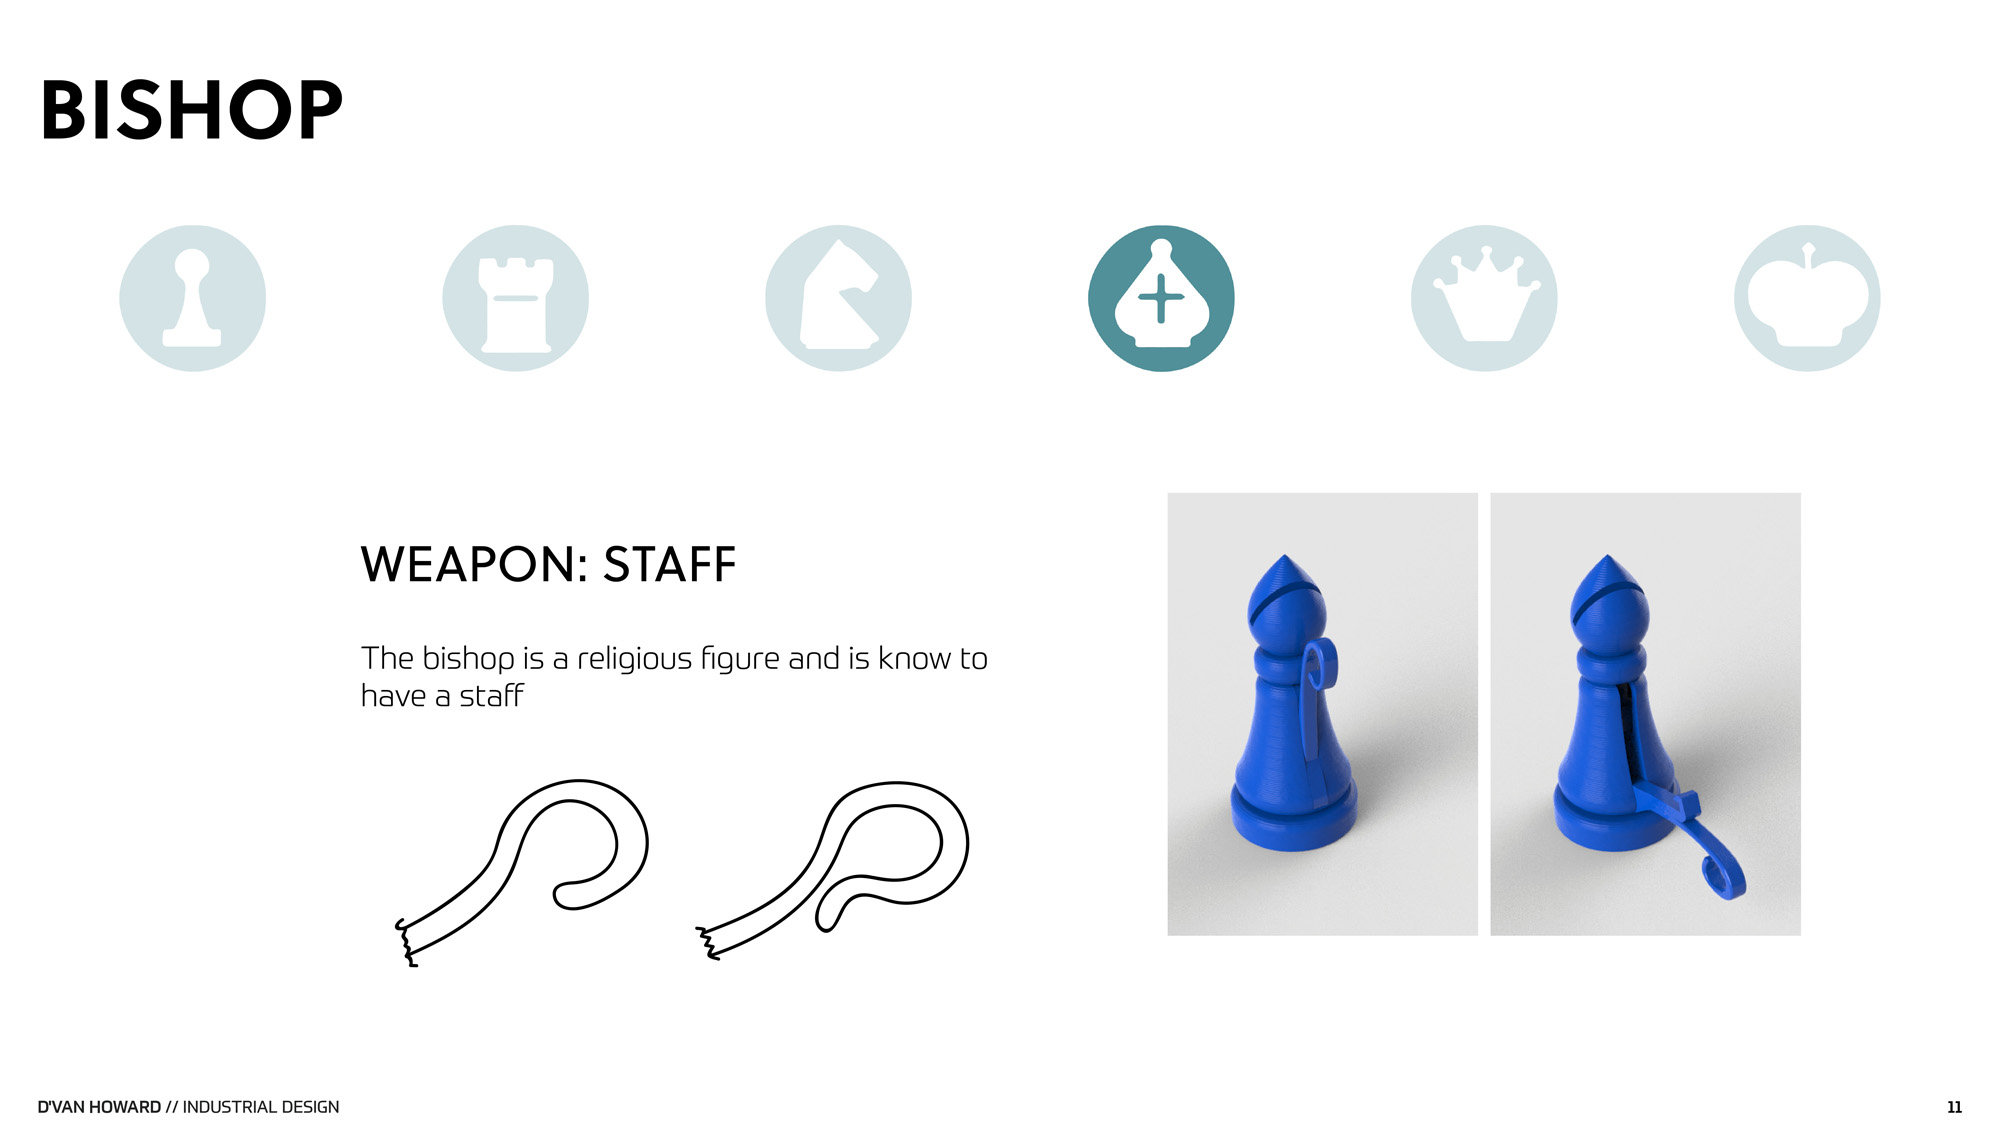 BISHOP
WEAPON: STAFF
The bishop is a religious figure and is know to
have a staff
D'VAN HOWARD // INDUSTRIAL DESIGN
11